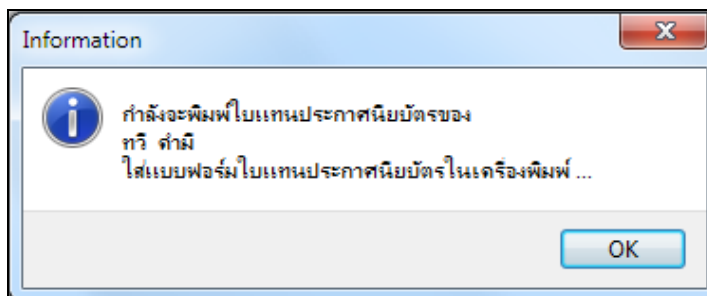 Information
กำลังจะพิมพ์ใบแทนประกาศนียบัตรของ
ทวี คำมี
ใส่แบบฟอร์มใบแทนประกาศนียบัตรในเครื่องพิมพ์ ...
OK